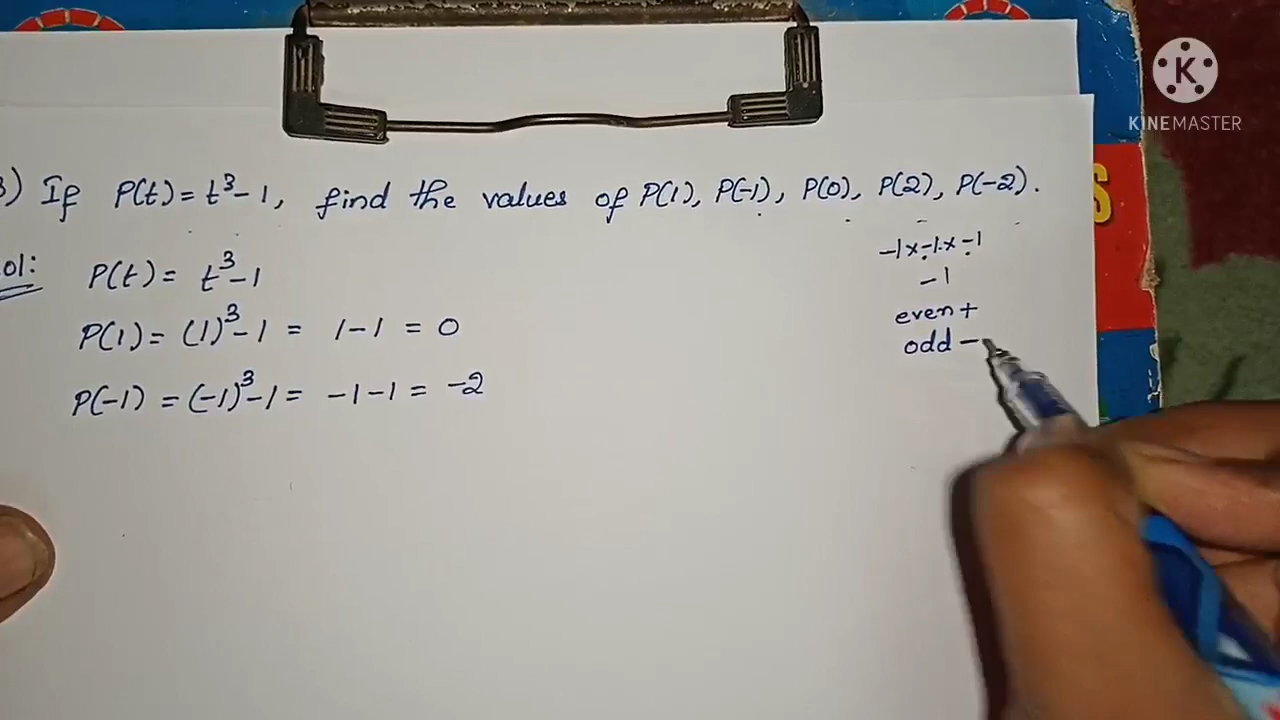 3) If P(t) = t³ - 1, find the values of P(1), P(-1), P(0), P(2), P(-2).
Sol:
P(t) = t³ - 1
P(1) = (1)³ - 1 = 1 - 1 = 0
P(-1) = (-1)³ - 1 = -1 - 1 = -2
-1 x -1 x -1
-1
even +
odd -
K
KINEMASTER